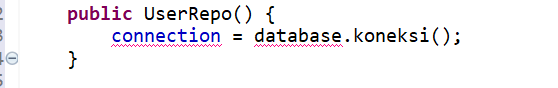 public UserRepo() {
connection = database.koneksi();
}